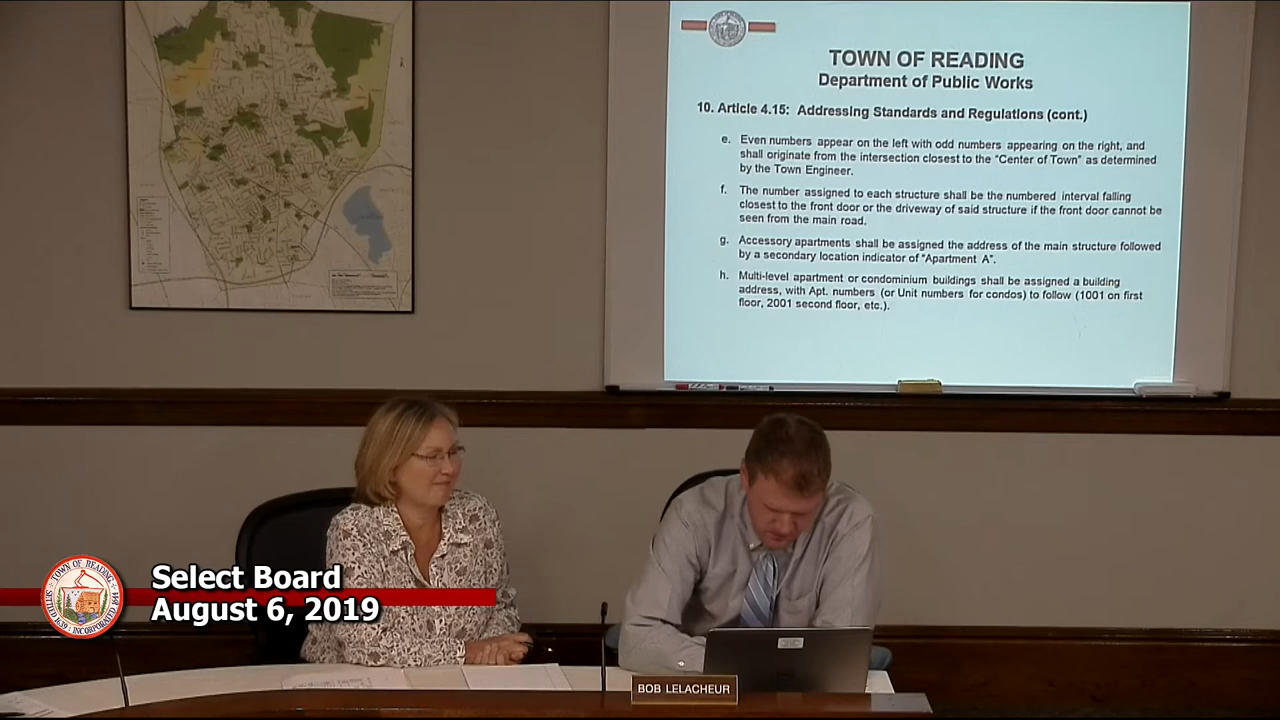 TOWN OF READING
Department of Public Works
10. Article 4.15: Addressing Standards and Regulations (cont.)
e. Even numbers appear on the left with odd numbers appearing on the right, and
shall originate from the intersection closest to the "Center of Town" as determined
by the Town Engineer.
f. The number assigned to each structure shall be the numbered interval falling
closest to the front door or the driveway of said structure if the front door cannot be
seen from the main road.
g. Accessory apartments shall be assigned the address of the main structure followed
by a secondary location indicator of "Apartment A".
h. Multi-level apartment or condominium buildings shall be assigned a building
address, with Apt. numbers (or Unit numbers for condos) to follow (1001 on first
floor, 2001 second floor, etc.).
TOWN OF READING
SETTLED 1639 · INCORPORATED 1644
Select Board
August 6, 2019
BOB LELACHEUR